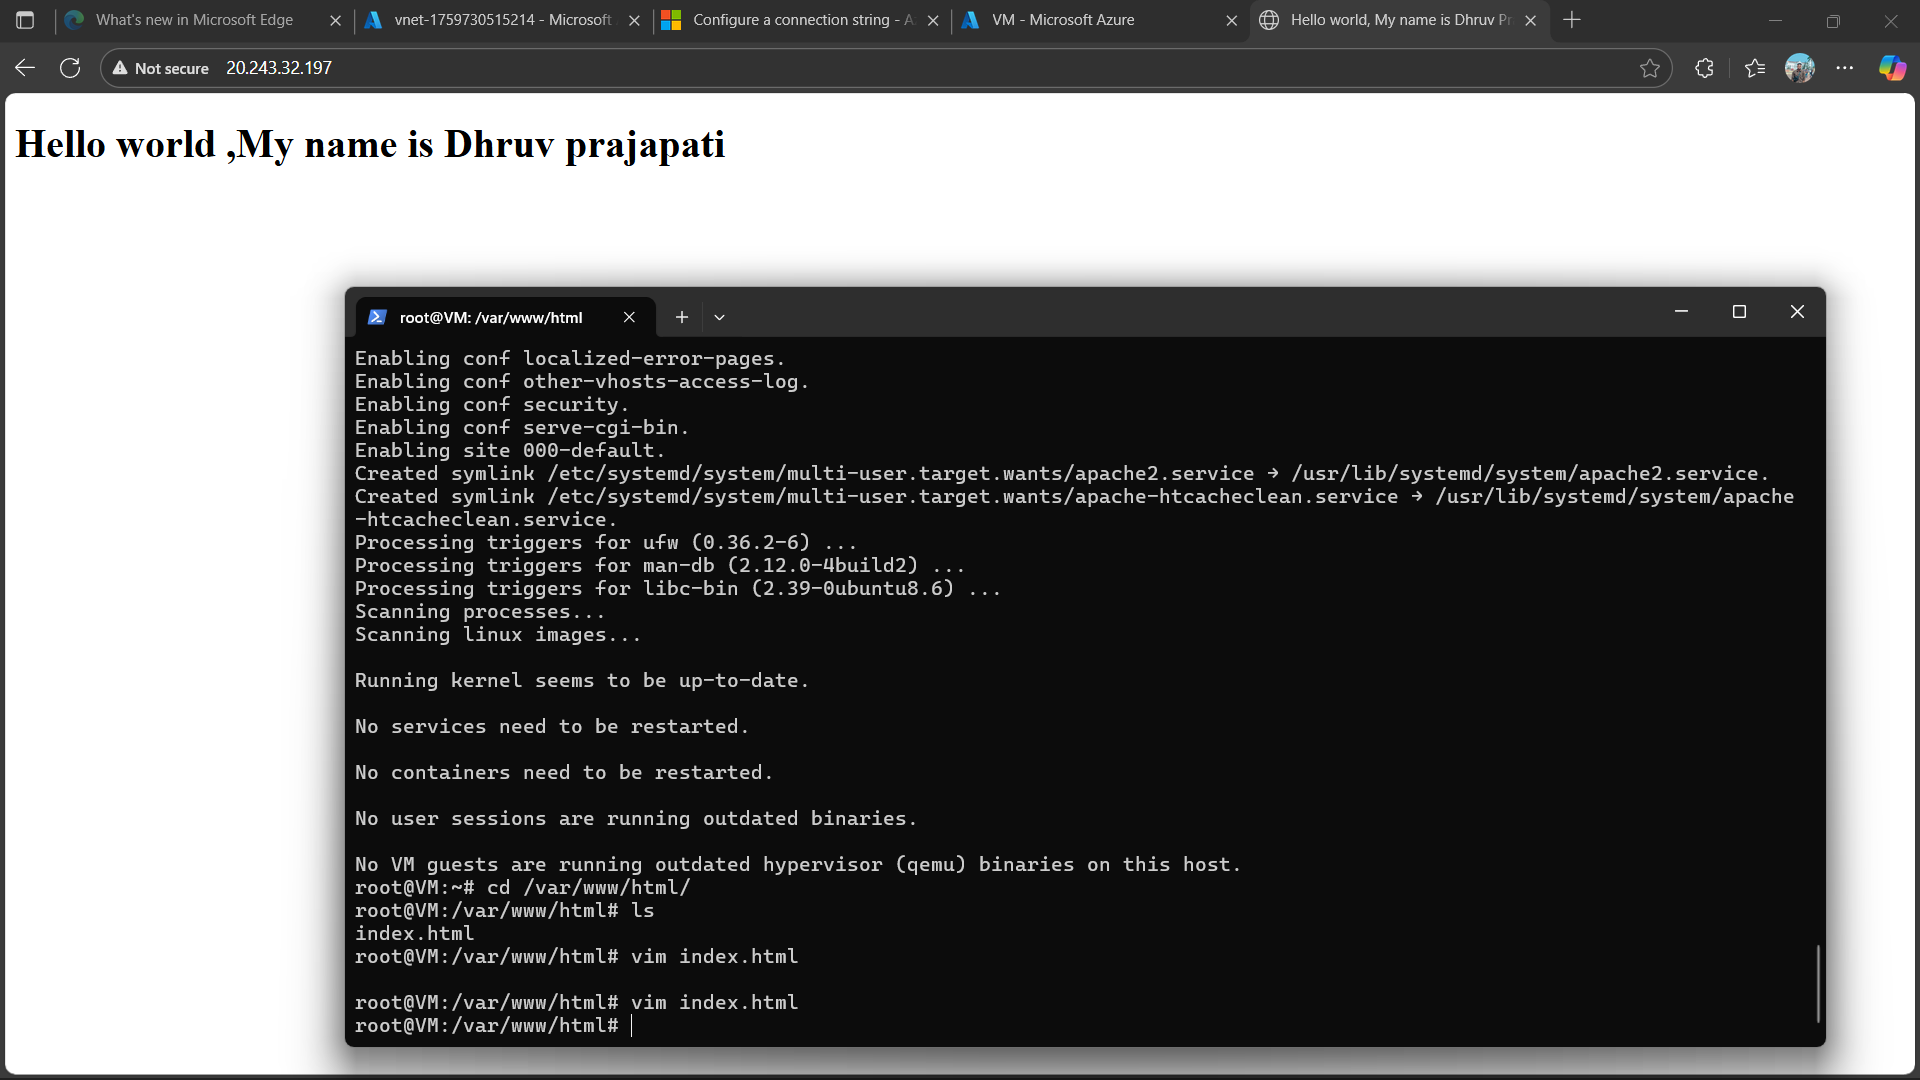 What's new in Microsoft Edge
vnet-1759730515214 - Microsoft
Configure a connection string - A
VM - Microsoft Azure
Hello world, My name is Dhruv Pr
Not secure 20.243.32.197
Hello world ,My name is Dhruv prajapati
root@VM: /var/www/html
Enabling conf localized-error-pages.
Enabling conf other-vhosts-access-log.
Enabling conf security.
Enabling conf serve-cgi-bin.
Enabling site 000-default.
Created symlink /etc/systemd/system/multi-user.target.wants/apache2.service → /usr/lib/systemd/system/apache2.service.
Created symlink /etc/systemd/system/multi-user.target.wants/apache-htcacheclean.service → /usr/lib/systemd/system/apache
-htcacheclean.service.
Processing triggers for ufw (0.36.2-6) ...
Processing triggers for man-db (2.12.0-4build2) ...
Processing triggers for libc-bin (2.39-0ubuntu8.6) ...
Scanning processes...
Scanning linux images...
Running kernel seems to be up-to-date.
No services need to be restarted.
No containers need to be restarted.
No user sessions are running outdated binaries.
No VM guests are running outdated hypervisor (qemu) binaries on this host.
root@VM:~# cd /var/www/html/
root@VM:/var/www/html# ls
index.html
root@VM:/var/www/html# vim index.html
root@VM:/var/www/html# vim index.html
root@VM:/var/www/html#